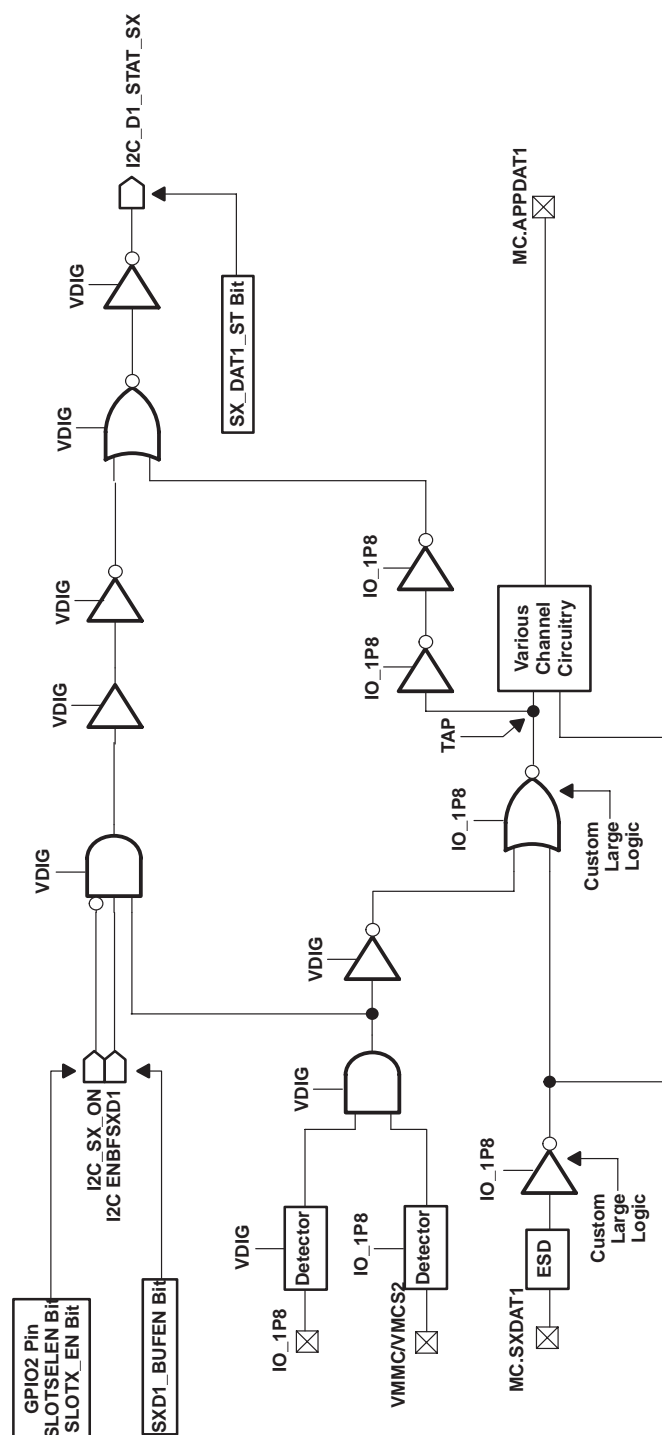 GPIO2 Pin
SLOTSELEN Bit
SLOTX_EN Bit
SXD1_BUFEN Bit
I2C_SX_ON
I2C ENBFSXD1
VDIG
VDIG
VDIG
VDIG
VDIG
I2C_D1_STAT_SX
SX_DAT1_ST Bit
IO_1P8
VDIG
Detector
VMMC/VMCS2
IO_1P8
Detector
VDIG
VDIG
IO_1P8
IO_1P8
MC.SXDAT1
ESD
IO_1P8
Custom
Large
Logic
IO_1P8
Custom
Large
Logic
TAP
Various
Channel
Circuitry
MC.APPDAT1